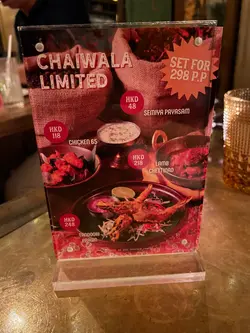 CHAIWALA
LIMITED
SET FOR
298 P.P
HKD
48
SEMIYA PAYASAM
HKD
118
CHICKEN 65
HKD
218
LAMB
CHETTINAD
HKD
248
TANDOORI